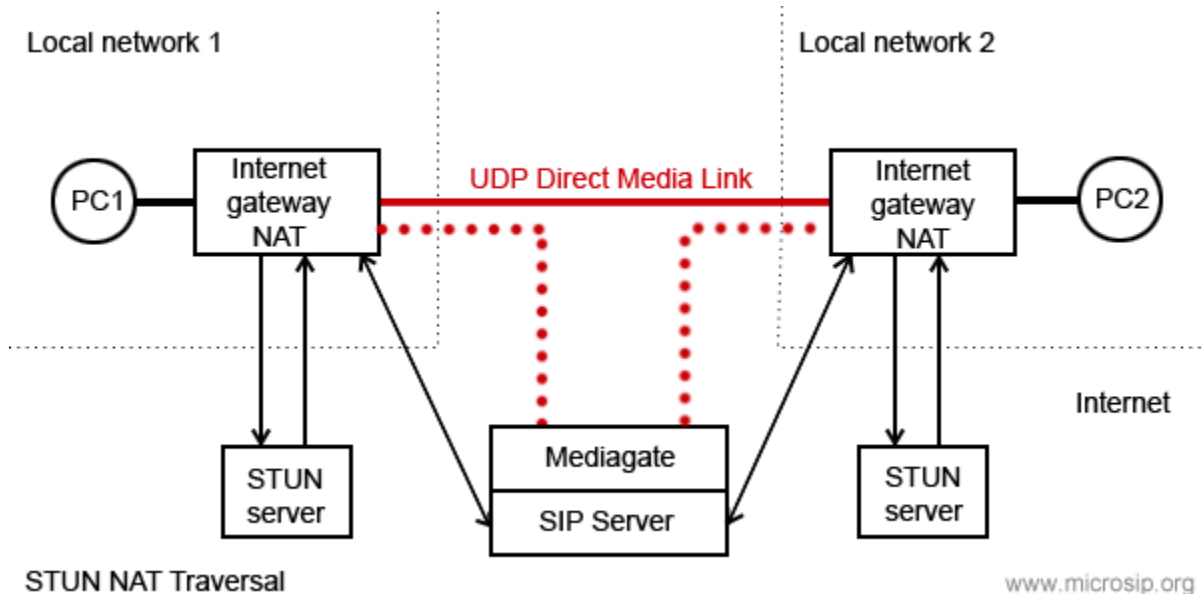 Local network 1
Local network 2
PC1
Internet
gateway
NAT
UDP Direct Media Link
Internet
gateway
NAT
PC2
Internet
STUN
server
Mediagate
SIP Server
STUN
server
STUN NAT Traversal
www.microsip.org